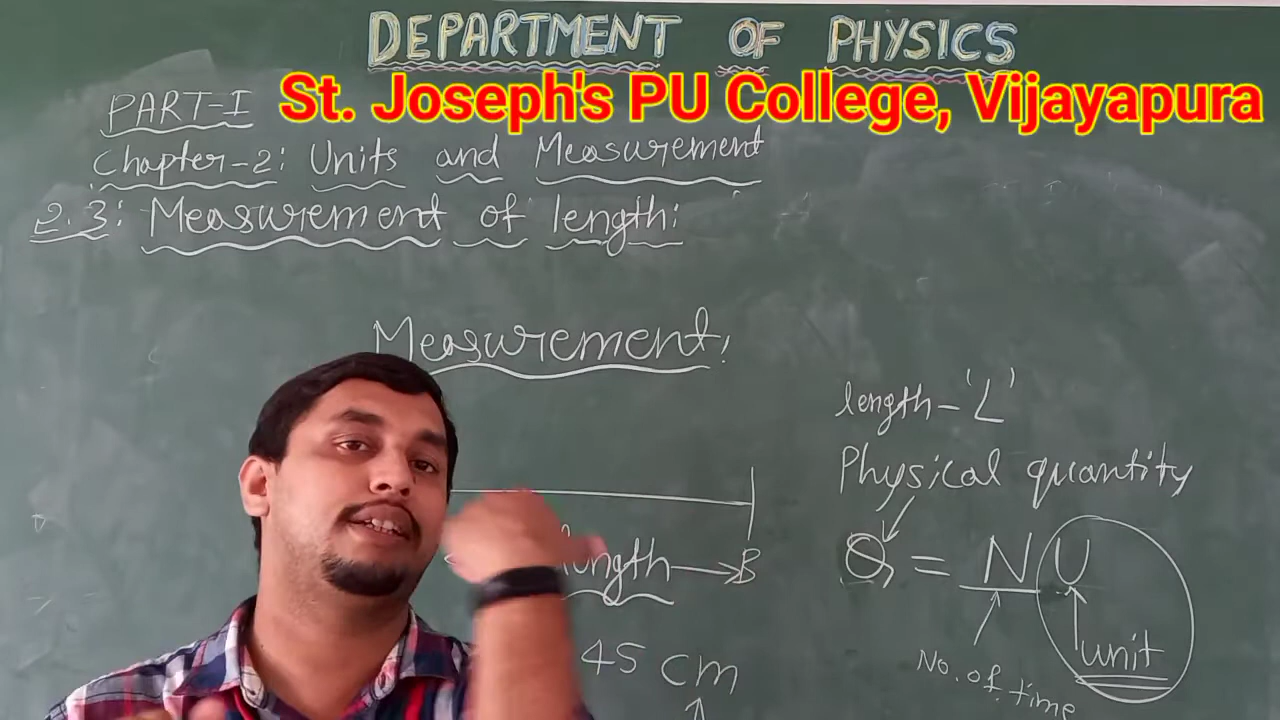 DEPARTMENT OF PHYSICS
St. Joseph's PU College, Vijayapura
PART-I
Chapter-2: Units and Measurement
2.3: Measurement of length:
Measurement:
length - 'L'
Physical quantity
Q = N U
length → B
No. of time
unit
45 cm